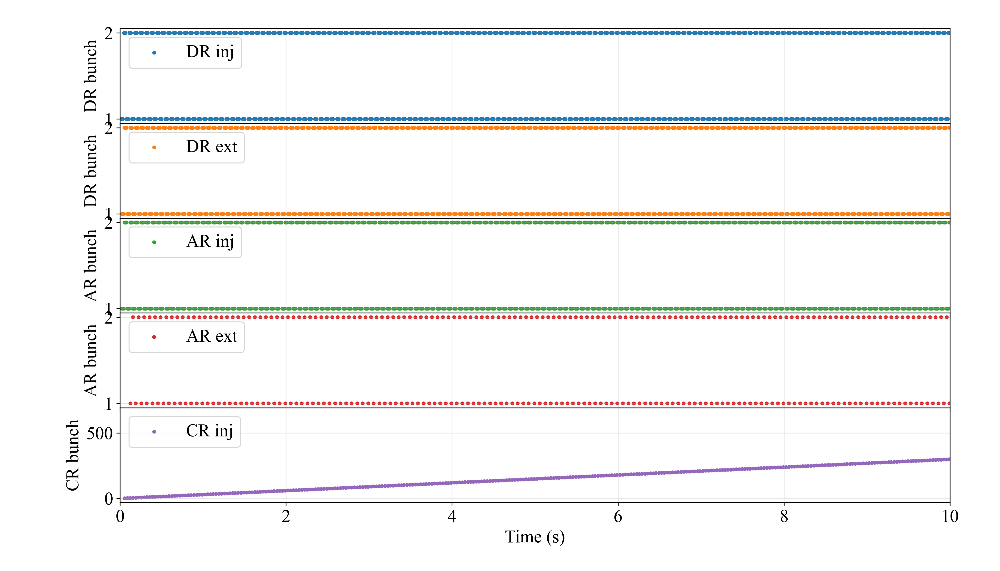 DR bunch
2
1
DR inj
DR bunch
2
1
DR ext
AR bunch
2
1
AR inj
AR bunch
2
1
AR ext
CR bunch
500
0
CR inj
0 2 4 6 8 10
Time (s)